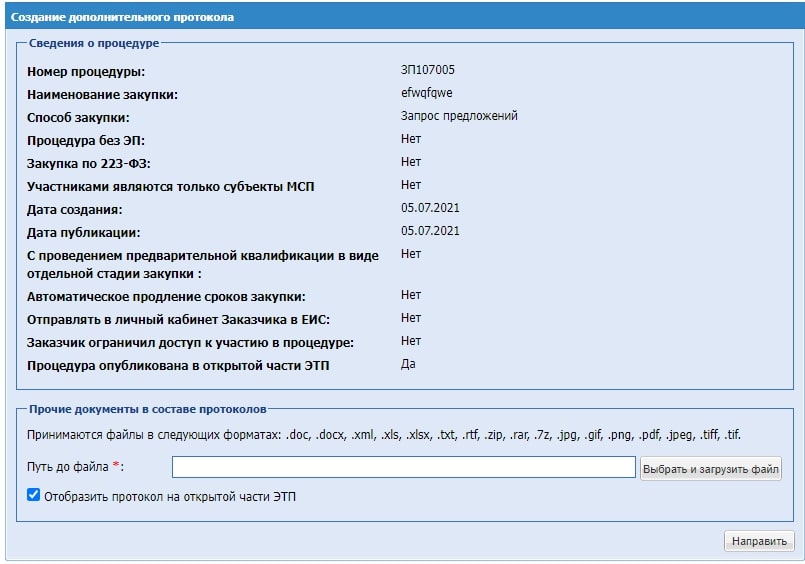 Создание дополнительного протокола
Сведения о процедуре
Номер процедуры: ЗП107005
Наименование закупки: efwqfqwe
Способ закупки: Запрос предложений
Процедура без ЭП: Нет
Закупка по 223-ФЗ: Нет
Участниками являются только субъекты МСП Нет
Дата создания: 05.07.2021
Дата публикации: 05.07.2021
С проведением предварительной квалификации в виде Нет
отдельной стадии закупки :
Автоматическое продление сроков закупки: Нет
Отправлять в личный кабинет Заказчика в ЕИС: Нет
Заказчик ограничил доступ к участию в процедуре: Нет
Процедура опубликована в открытой части ЭТП Да
Прочие документы в составе протоколов
Принимаются файлы в следующих форматах: .doc, .docx, .xml, .xls, .xlsx, .txt, .rtf, .zip, .rar, .7z, .jpg, .gif, .png, .pdf, .jpeg, .tiff, .tif.
Путь до файла *: Выбрать и загрузить файл
Отобразить протокол на открытой части ЭТП
Направить